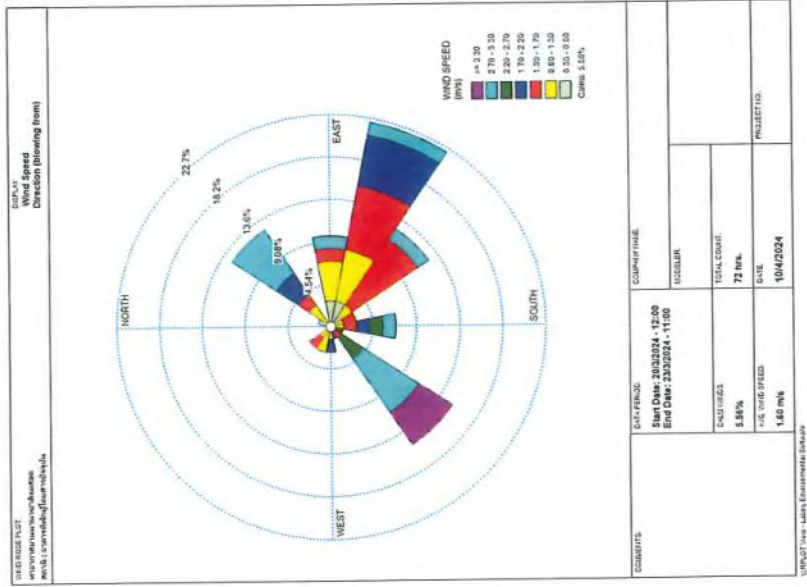 WIND ROSE PLOT:
DISPLAY:
Wind Speed
Direction (blowing from)
NORTH
22.7%
18.2%
13.6%
9.08%
4.54%
WEST
EAST
SOUTH
WIND SPEED
(m/s)
>= 3.30
2.70 - 3.30
2.20 - 2.70
1.70 - 2.20
1.30 - 1.70
0.80 - 1.30
Calms: 5.56%
COMMENTS:
DATA PERIOD:
Start Date: 20/3/2024 - 12:00
End Date: 23/3/2024 - 11:00
COMPANY NAME:
MODELER:
CALM WINDS:
5.56%
TOTAL COUNT:
72 hrs.
AVG. WIND SPEED:
1.60 m/s
DATE:
10/4/2024
PROJECT NO.:
WRPLOT View - Lakes Environmental Software